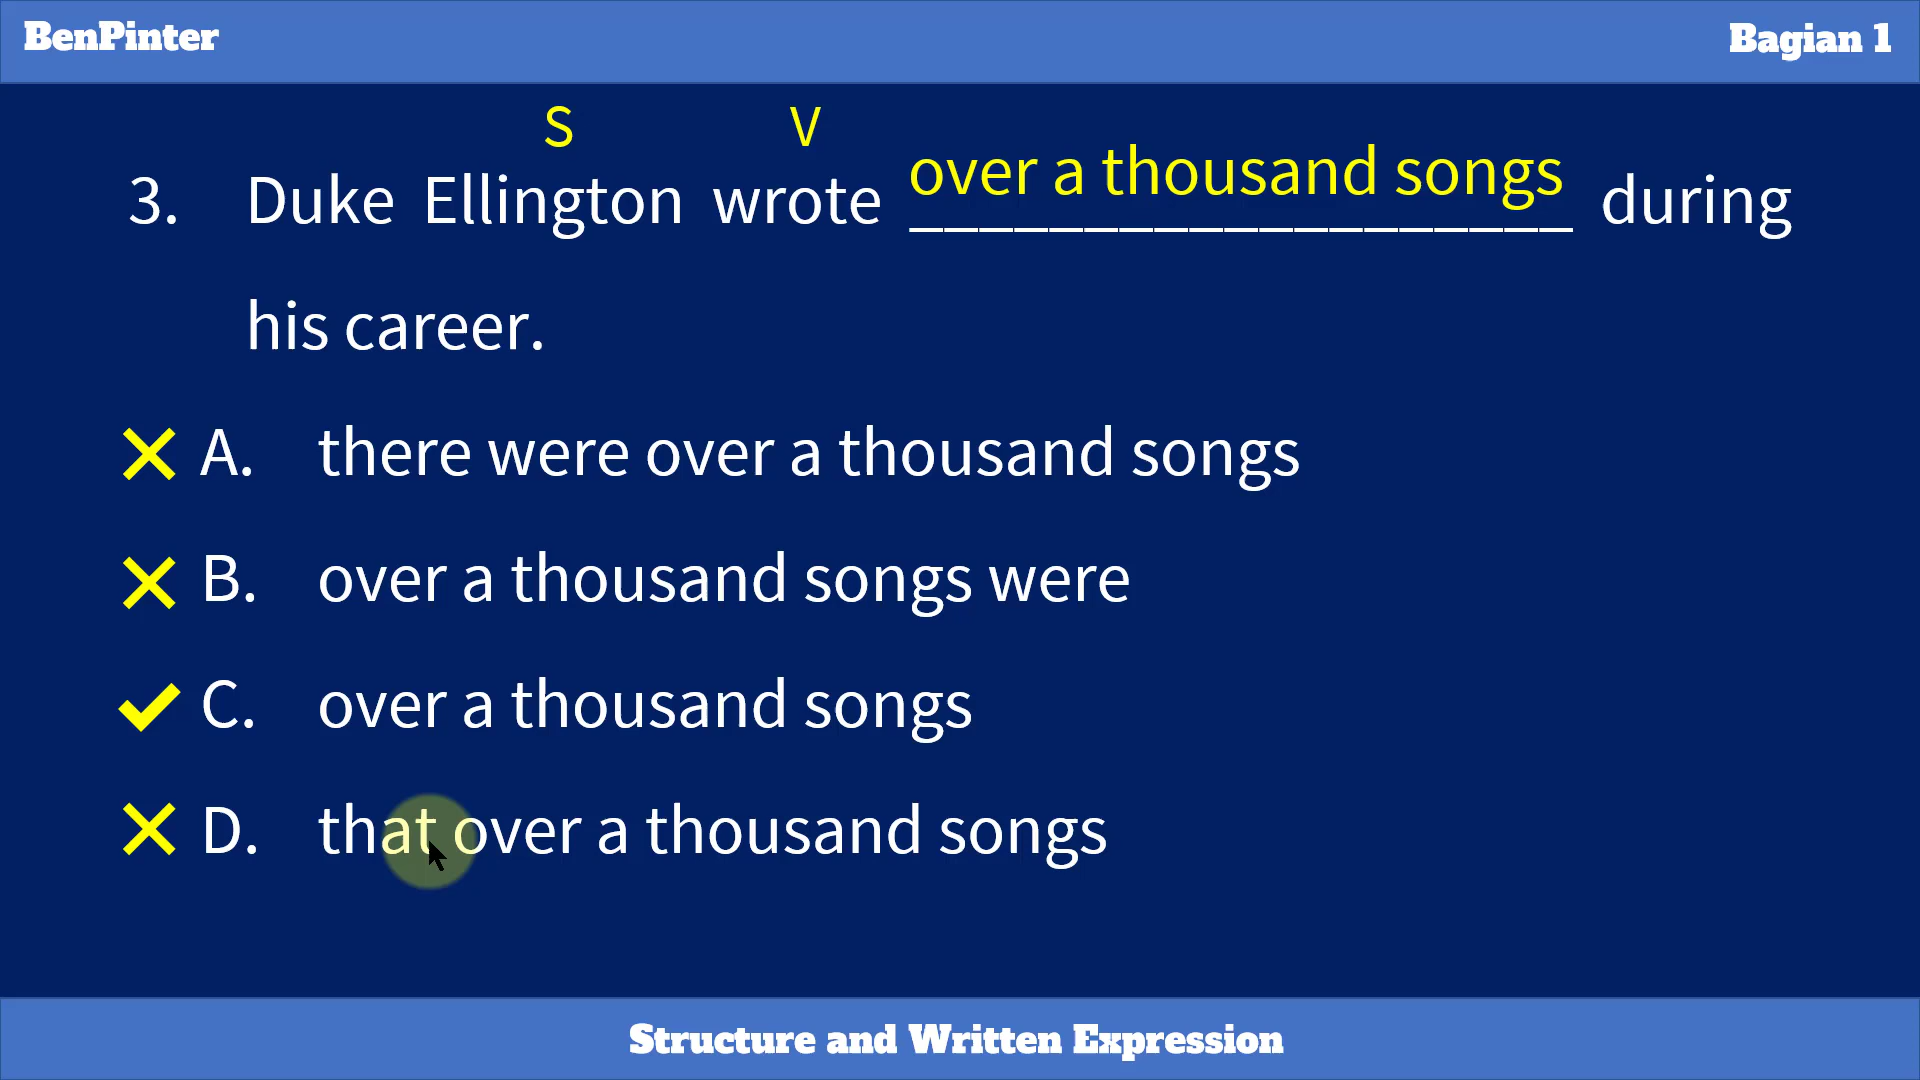 BenPinter
Bagian 1
S V
over a thousand songs
3. Duke Ellington wrote ___________________ during
his career.
A. there were over a thousand songs
B. over a thousand songs were
C. over a thousand songs
D. that over a thousand songs
Structure and Written Expression